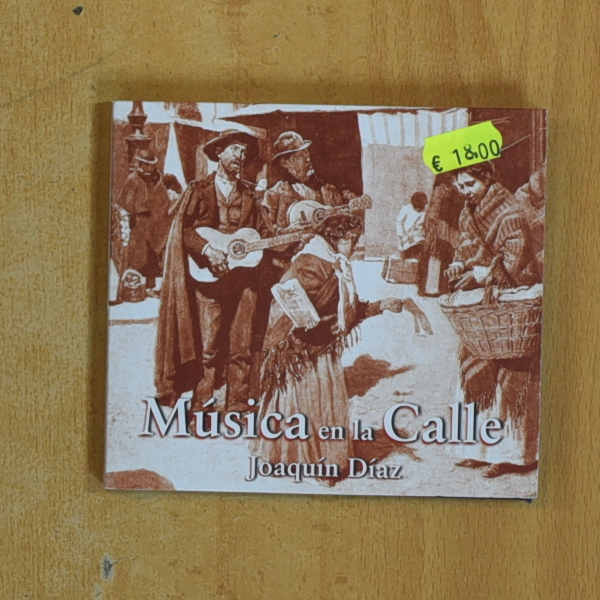 € 18.00
Música en la Calle
Joaquín Díaz